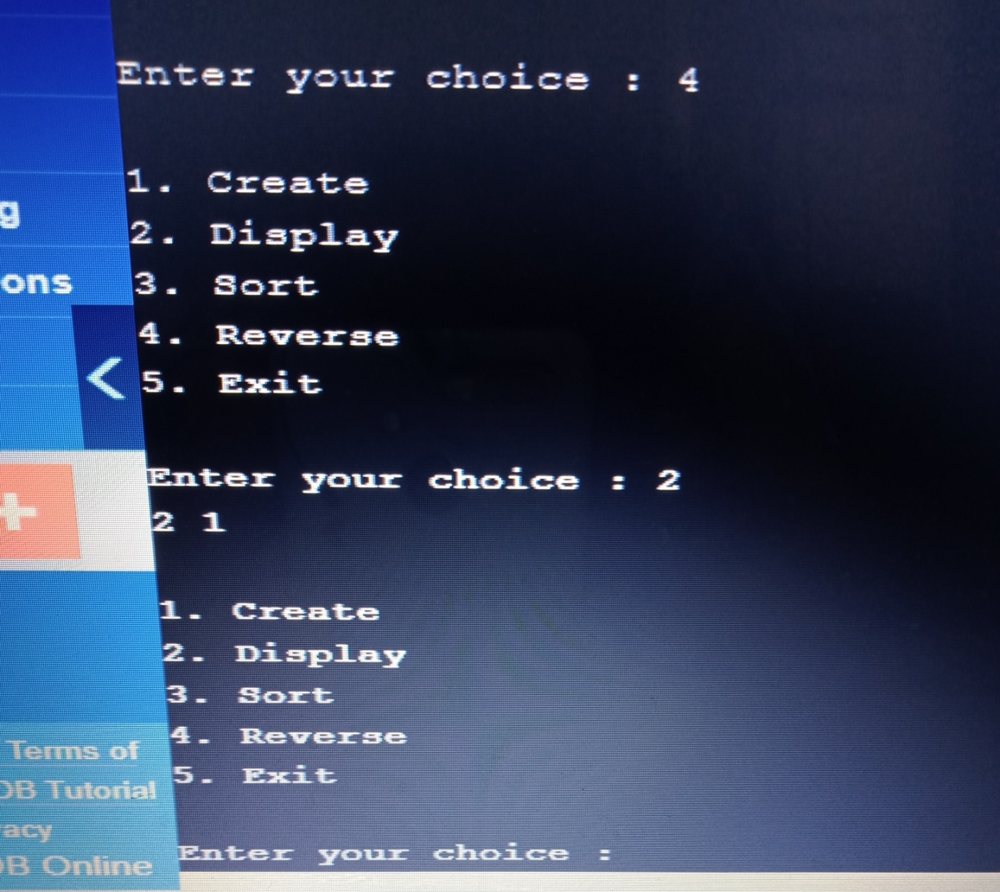 Enter your choice : 4
1. Create
2. Display
3. Sort
4. Reverse
5. Exit
Enter your choice : 2
2 1
1. Create
2. Display
3. Sort
4. Reverse
5. Exit
Enter your choice :
g
ons
<
+
Terms of
DB Tutorial
acy
DB Online